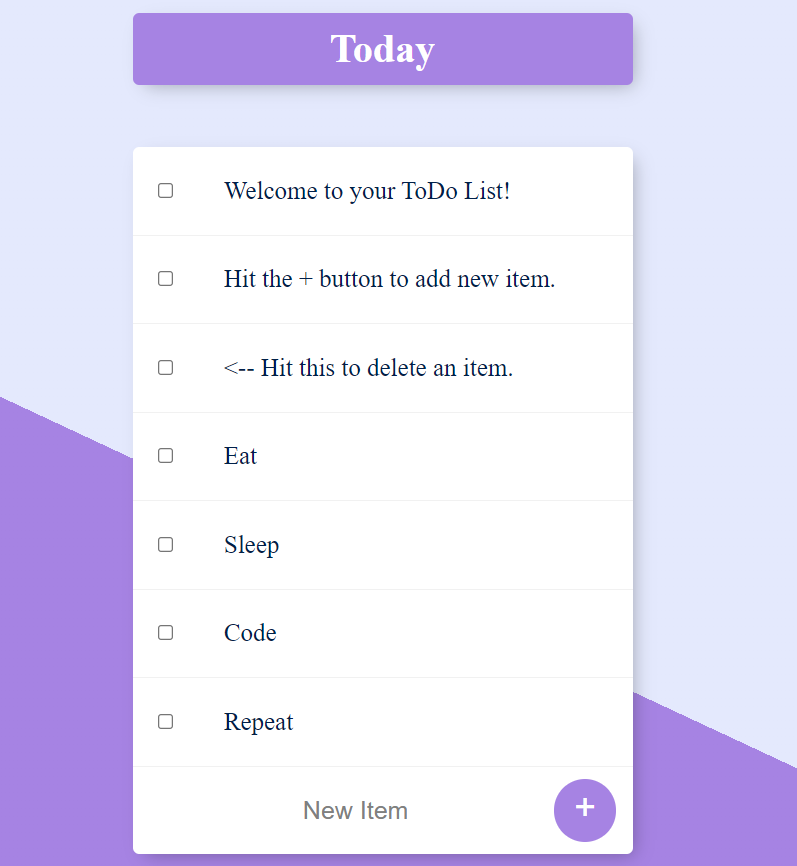 Today
Welcome to your ToDo List!
Hit the + button to add new item.
<-- Hit this to delete an item.
Eat
Sleep
Code
Repeat
New Item +